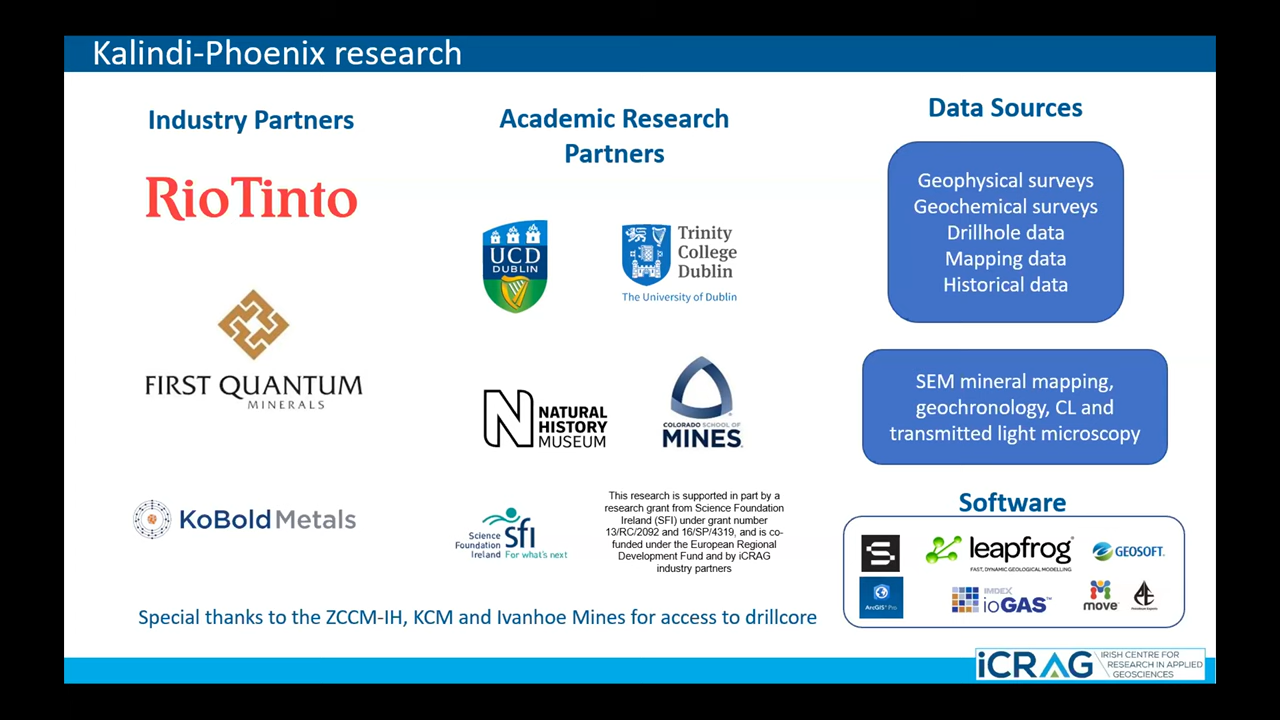 Kalindi-Phoenix research
Industry Partners
RioTinto
FIRST QUANTUM
MINERALS
KoBold Metals
Academic Research
Partners
UCD
DUBLIN
Trinity
College
Dublin
The University of Dublin
NATURAL
HISTORY
MUSEUM
COLORADO SCHOOL OF
MINES
Science
Foundation
Ireland
sfi
For what's next
This research is supported in part by a
research grant from Science Foundation
Ireland (SFI) under grant number
13/RC/2092 and 16/SP/4319, and is co-
funded under the European Regional
Development Fund and by iCRAG
industry partners
Data Sources
Geophysical surveys
Geochemical surveys
Drillhole data
Mapping data
Historical data
SEM mineral mapping,
geochronology, CL and
transmitted light microscopy
Software
leapfrog
FAST, DYNAMIC GEOLOGICAL MODELLING
GEOSOFT
ArcGIS Pro
IMDEX
ioGAS
move
Special thanks to the ZCCM-IH, KCM and Ivanhoe Mines for access to drillcore
iCRAG
IRISH CENTRE FOR
RESEARCH IN APPLIED
GEOSCIENCES